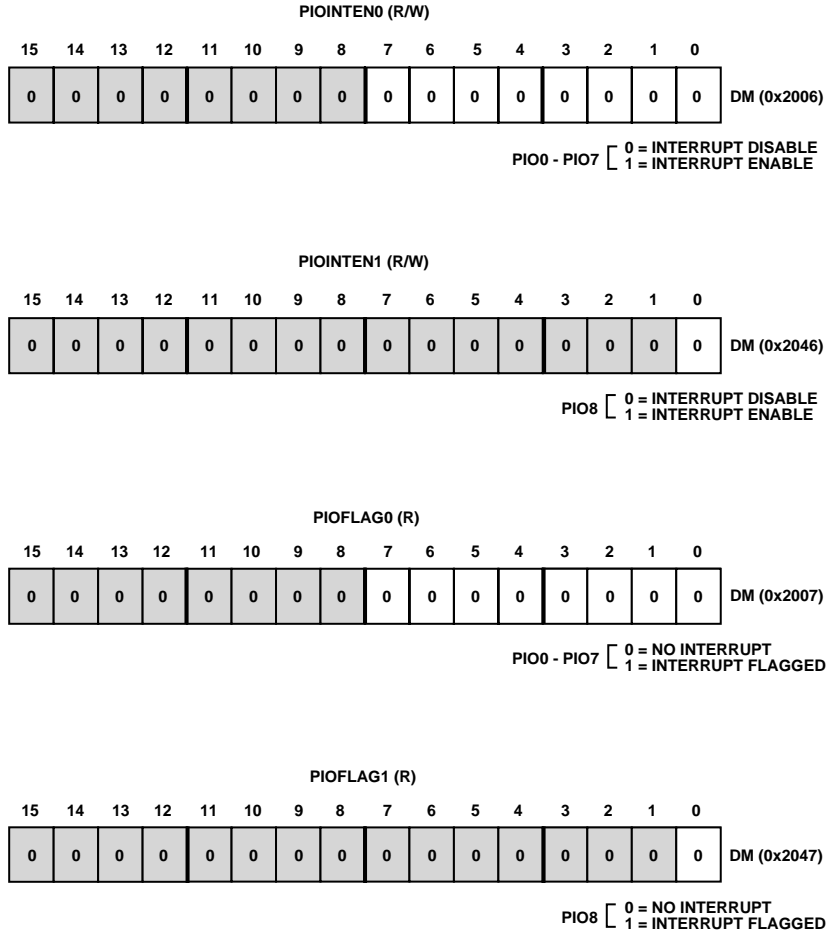 PIOINTEN0 (R/W)
15 14 13 12 11 10 9 8 7 6 5 4 3 2 1 0
0 0 0 0 0 0 0 0 0 0 0 0 0 0 0 0 DM (0x2006)
PIO0 - PIO7 0 = INTERRUPT DISABLE
1 = INTERRUPT ENABLE
PIOINTEN1 (R/W)
15 14 13 12 11 10 9 8 7 6 5 4 3 2 1 0
0 0 0 0 0 0 0 0 0 0 0 0 0 0 0 0 DM (0x2046)
PIO8 0 = INTERRUPT DISABLE
1 = INTERRUPT ENABLE
PIOFLAG0 (R)
15 14 13 12 11 10 9 8 7 6 5 4 3 2 1 0
0 0 0 0 0 0 0 0 0 0 0 0 0 0 0 0 DM (0x2007)
PIO0 - PIO7 0 = NO INTERRUPT
1 = INTERRUPT FLAGGED
PIOFLAG1 (R)
15 14 13 12 11 10 9 8 7 6 5 4 3 2 1 0
0 0 0 0 0 0 0 0 0 0 0 0 0 0 0 0 DM (0x2047)
PIO8 0 = NO INTERRUPT
1 = INTERRUPT FLAGGED